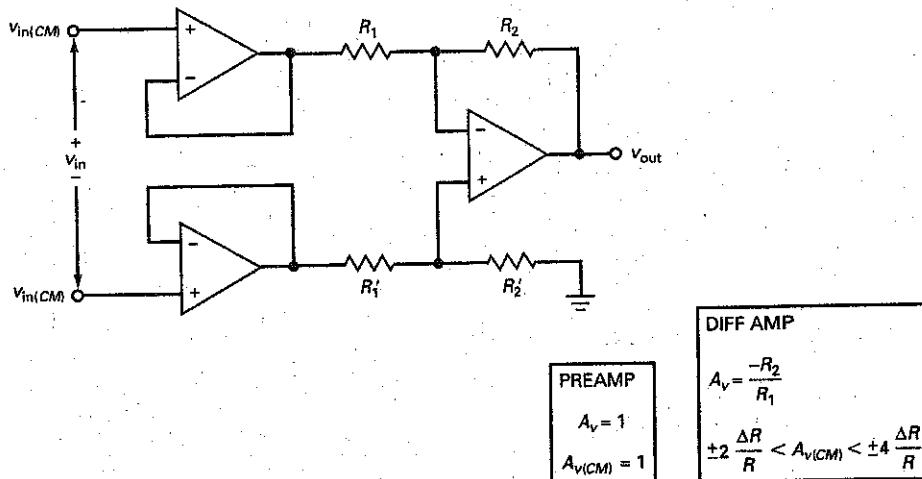 v_in(CM) + R_1 R_2
−
+
v_in
−
− v_out
+
−
v_in(CM) + R_1′ R_2′
PREAMP
A_v = 1
A_v(CM) = 1
DIFF AMP
A_v = −R_2 / R_1
±2 ΔR/R < A_v(CM) < ±4 ΔR/R